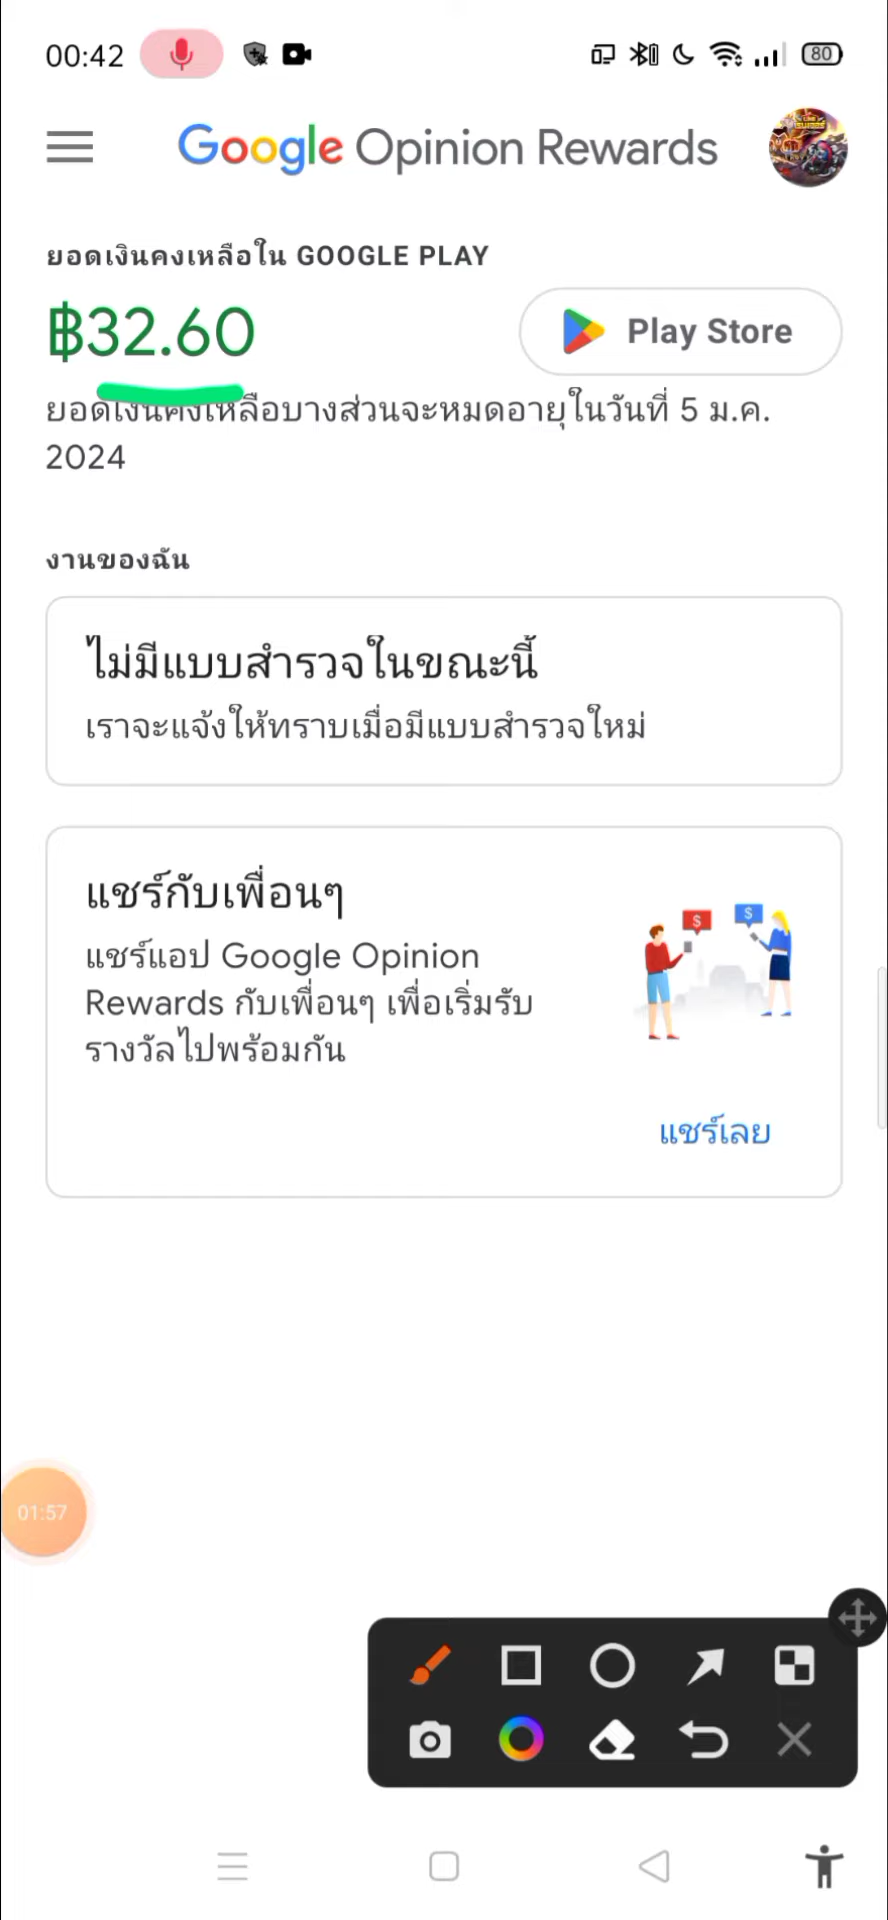 00:42
80
Google Opinion Rewards
ยอดเงินคงเหลือใน GOOGLE PLAY
฿32.60
Play Store
ยอดเงินคงเหลือบางส่วนจะหมดอายุในวันที่ 5 ม.ค.
2024
งานของฉัน
ไม่มีแบบสำรวจในขณะนี้
เราจะแจ้งให้ทราบเมื่อมีแบบสำรวจใหม่
แชร์กับเพื่อนๆ
แชร์แอป Google Opinion
Rewards กับเพื่อนๆ เพื่อเริ่มรับ
รางวัลไปพร้อมกัน
$
$
แชร์เลย
01:57